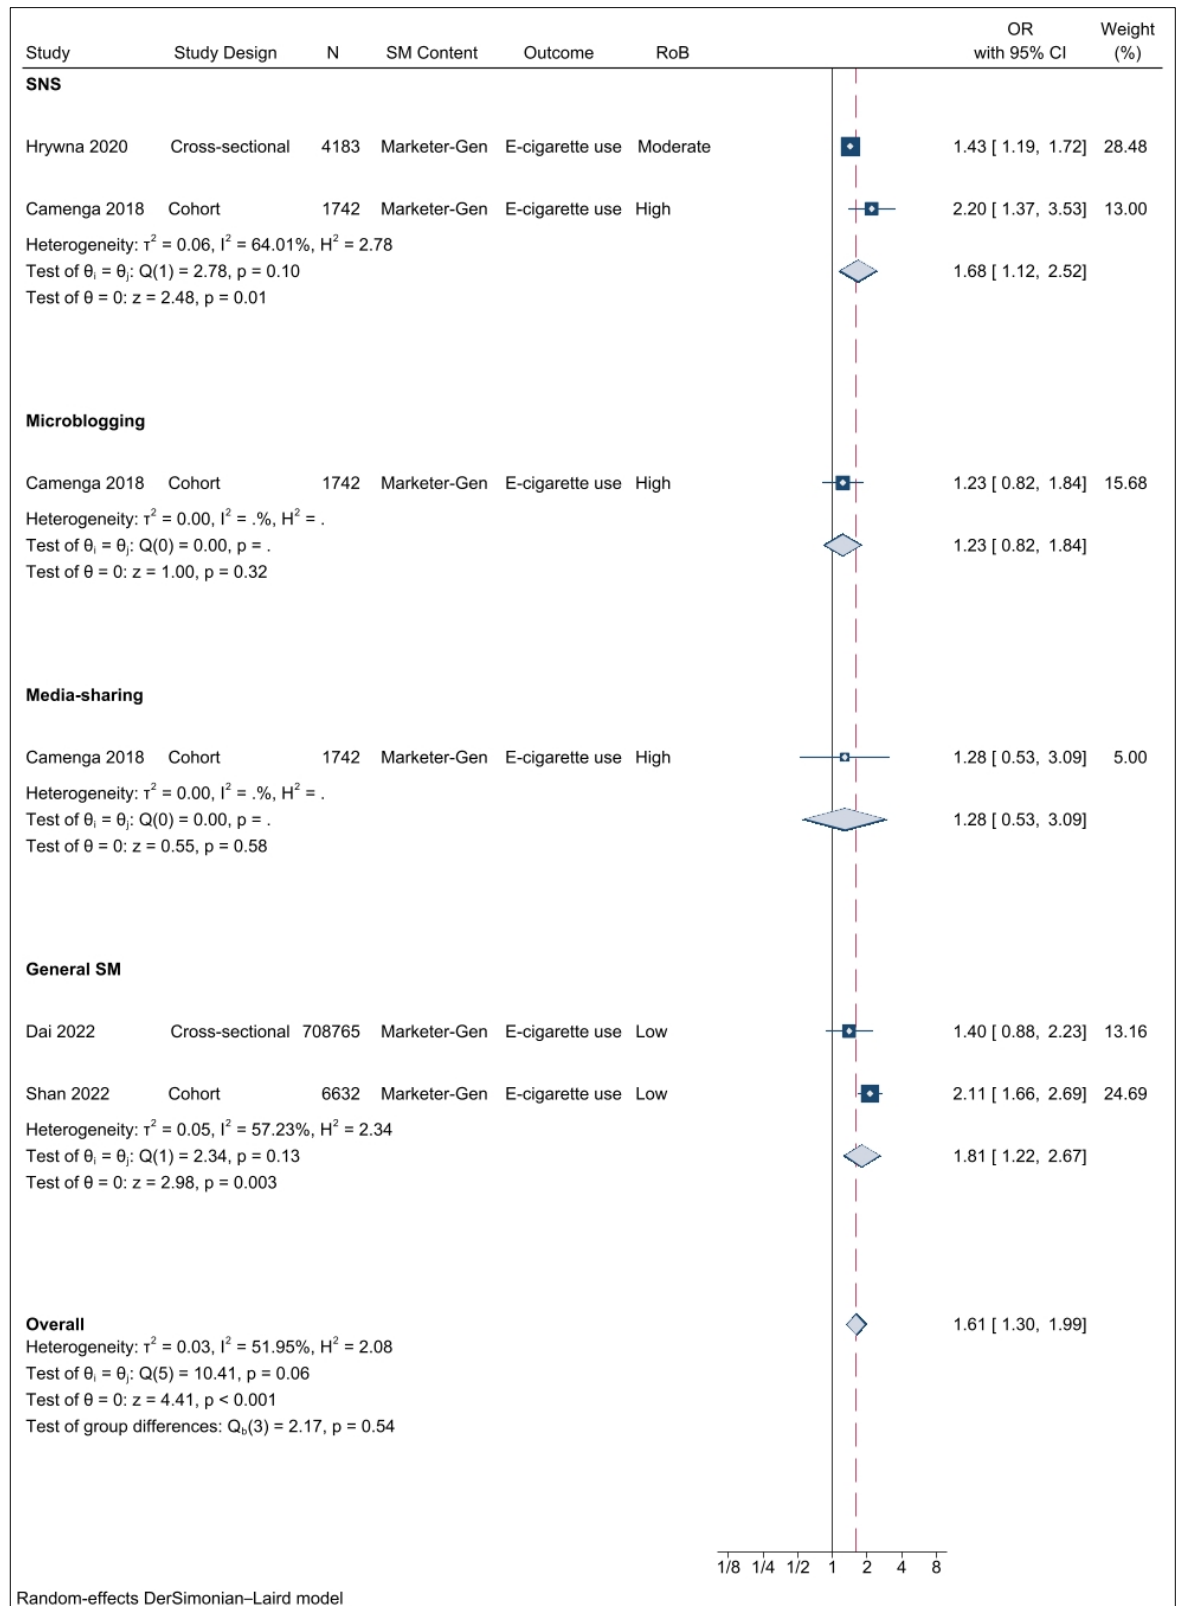 OR Weight
Study Study Design N SM Content Outcome RoB with 95% CI (%)
SNS
Hrywna 2020 Cross-sectional 4183 Marketer-Gen E-cigarette use Moderate 1.43 [ 1.19, 1.72] 28.48
Camenga 2018 Cohort 1742 Marketer-Gen E-cigarette use High 2.20 [ 1.37, 3.53] 13.00
Heterogeneity: τ² = 0.06, I² = 64.01%, H² = 2.78
Test of θᵢ = θⱼ: Q(1) = 2.78, p = 0.10 1.68 [ 1.12, 2.52]
Test of θ = 0: z = 2.48, p = 0.01
Microblogging
Camenga 2018 Cohort 1742 Marketer-Gen E-cigarette use High 1.23 [ 0.82, 1.84] 15.68
Heterogeneity: τ² = 0.00, I² = .%, H² = .
Test of θᵢ = θⱼ: Q(0) = 0.00, p = . 1.23 [ 0.82, 1.84]
Test of θ = 0: z = 1.00, p = 0.32
Media-sharing
Camenga 2018 Cohort 1742 Marketer-Gen E-cigarette use High 1.28 [ 0.53, 3.09] 5.00
Heterogeneity: τ² = 0.00, I² = .%, H² = .
Test of θᵢ = θⱼ: Q(0) = 0.00, p = . 1.28 [ 0.53, 3.09]
Test of θ = 0: z = 0.55, p = 0.58
General SM
Dai 2022 Cross-sectional 708765 Marketer-Gen E-cigarette use Low 1.40 [ 0.88, 2.23] 13.16
Shan 2022 Cohort 6632 Marketer-Gen E-cigarette use Low 2.11 [ 1.66, 2.69] 24.69
Heterogeneity: τ² = 0.05, I² = 57.23%, H² = 2.34
Test of θᵢ = θⱼ: Q(1) = 2.34, p = 0.13 1.81 [ 1.22, 2.67]
Test of θ = 0: z = 2.98, p = 0.003
Overall 1.61 [ 1.30, 1.99]
Heterogeneity: τ² = 0.03, I² = 51.95%, H² = 2.08
Test of θᵢ = θⱼ: Q(5) = 10.41, p = 0.06
Test of θ = 0: z = 4.41, p < 0.001
Test of group differences: Q_b(3) = 2.17, p = 0.54
1/8 1/4 1/2 1 2 4 8
Random-effects DerSimonian–Laird model